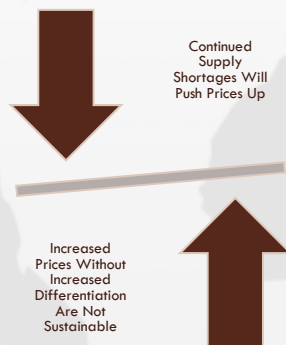 Continued
Supply
Shortages Will
Push Prices Up
Increased
Prices Without
Increased
Differentiation
Are Not
Sustainable